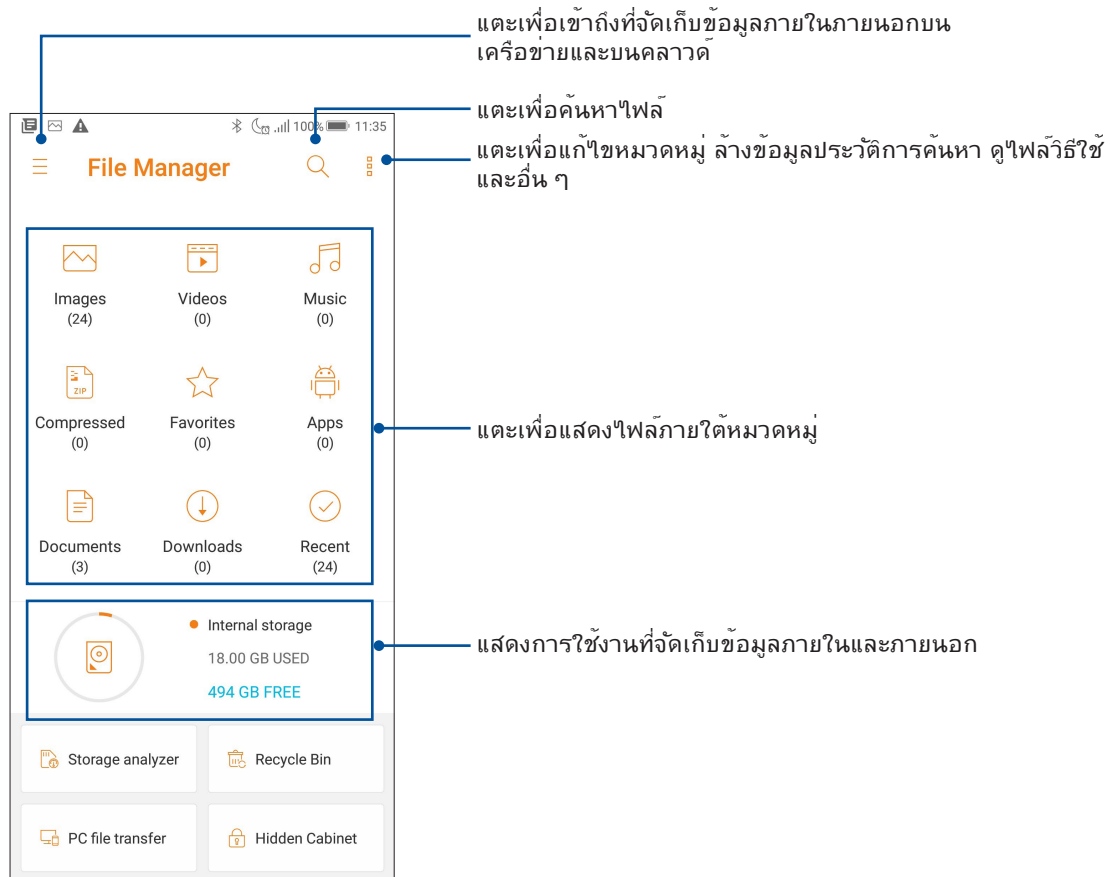 แตะเพื่อเข้าถึงที่จัดเก็บข้อมูลภายในภายนอกบน
เครือข่ายและบนคลาวด์
แตะเพื่อค้นหาไฟล์
แตะเพื่อแก้ไขหมวดหมู่ ล้างข้อมูลประวัติการค้นหา ดูไฟล์วิธีใช้
และอื่น ๆ
100% 11:35
File Manager
Images
(24)
Videos
(0)
Music
(0)
ZIP
Compressed
(0)
Favorites
(0)
Apps
(0)
แตะเพื่อแสดงไฟล์ภายใต้หมวดหมู่
Documents
(3)
Downloads
(0)
Recent
(24)
Internal storage
18.00 GB USED
494 GB FREE
แสดงการใช้งานที่จัดเก็บข้อมูลภายในและภายนอก
Storage analyzer
Recycle Bin
PC file transfer
Hidden Cabinet